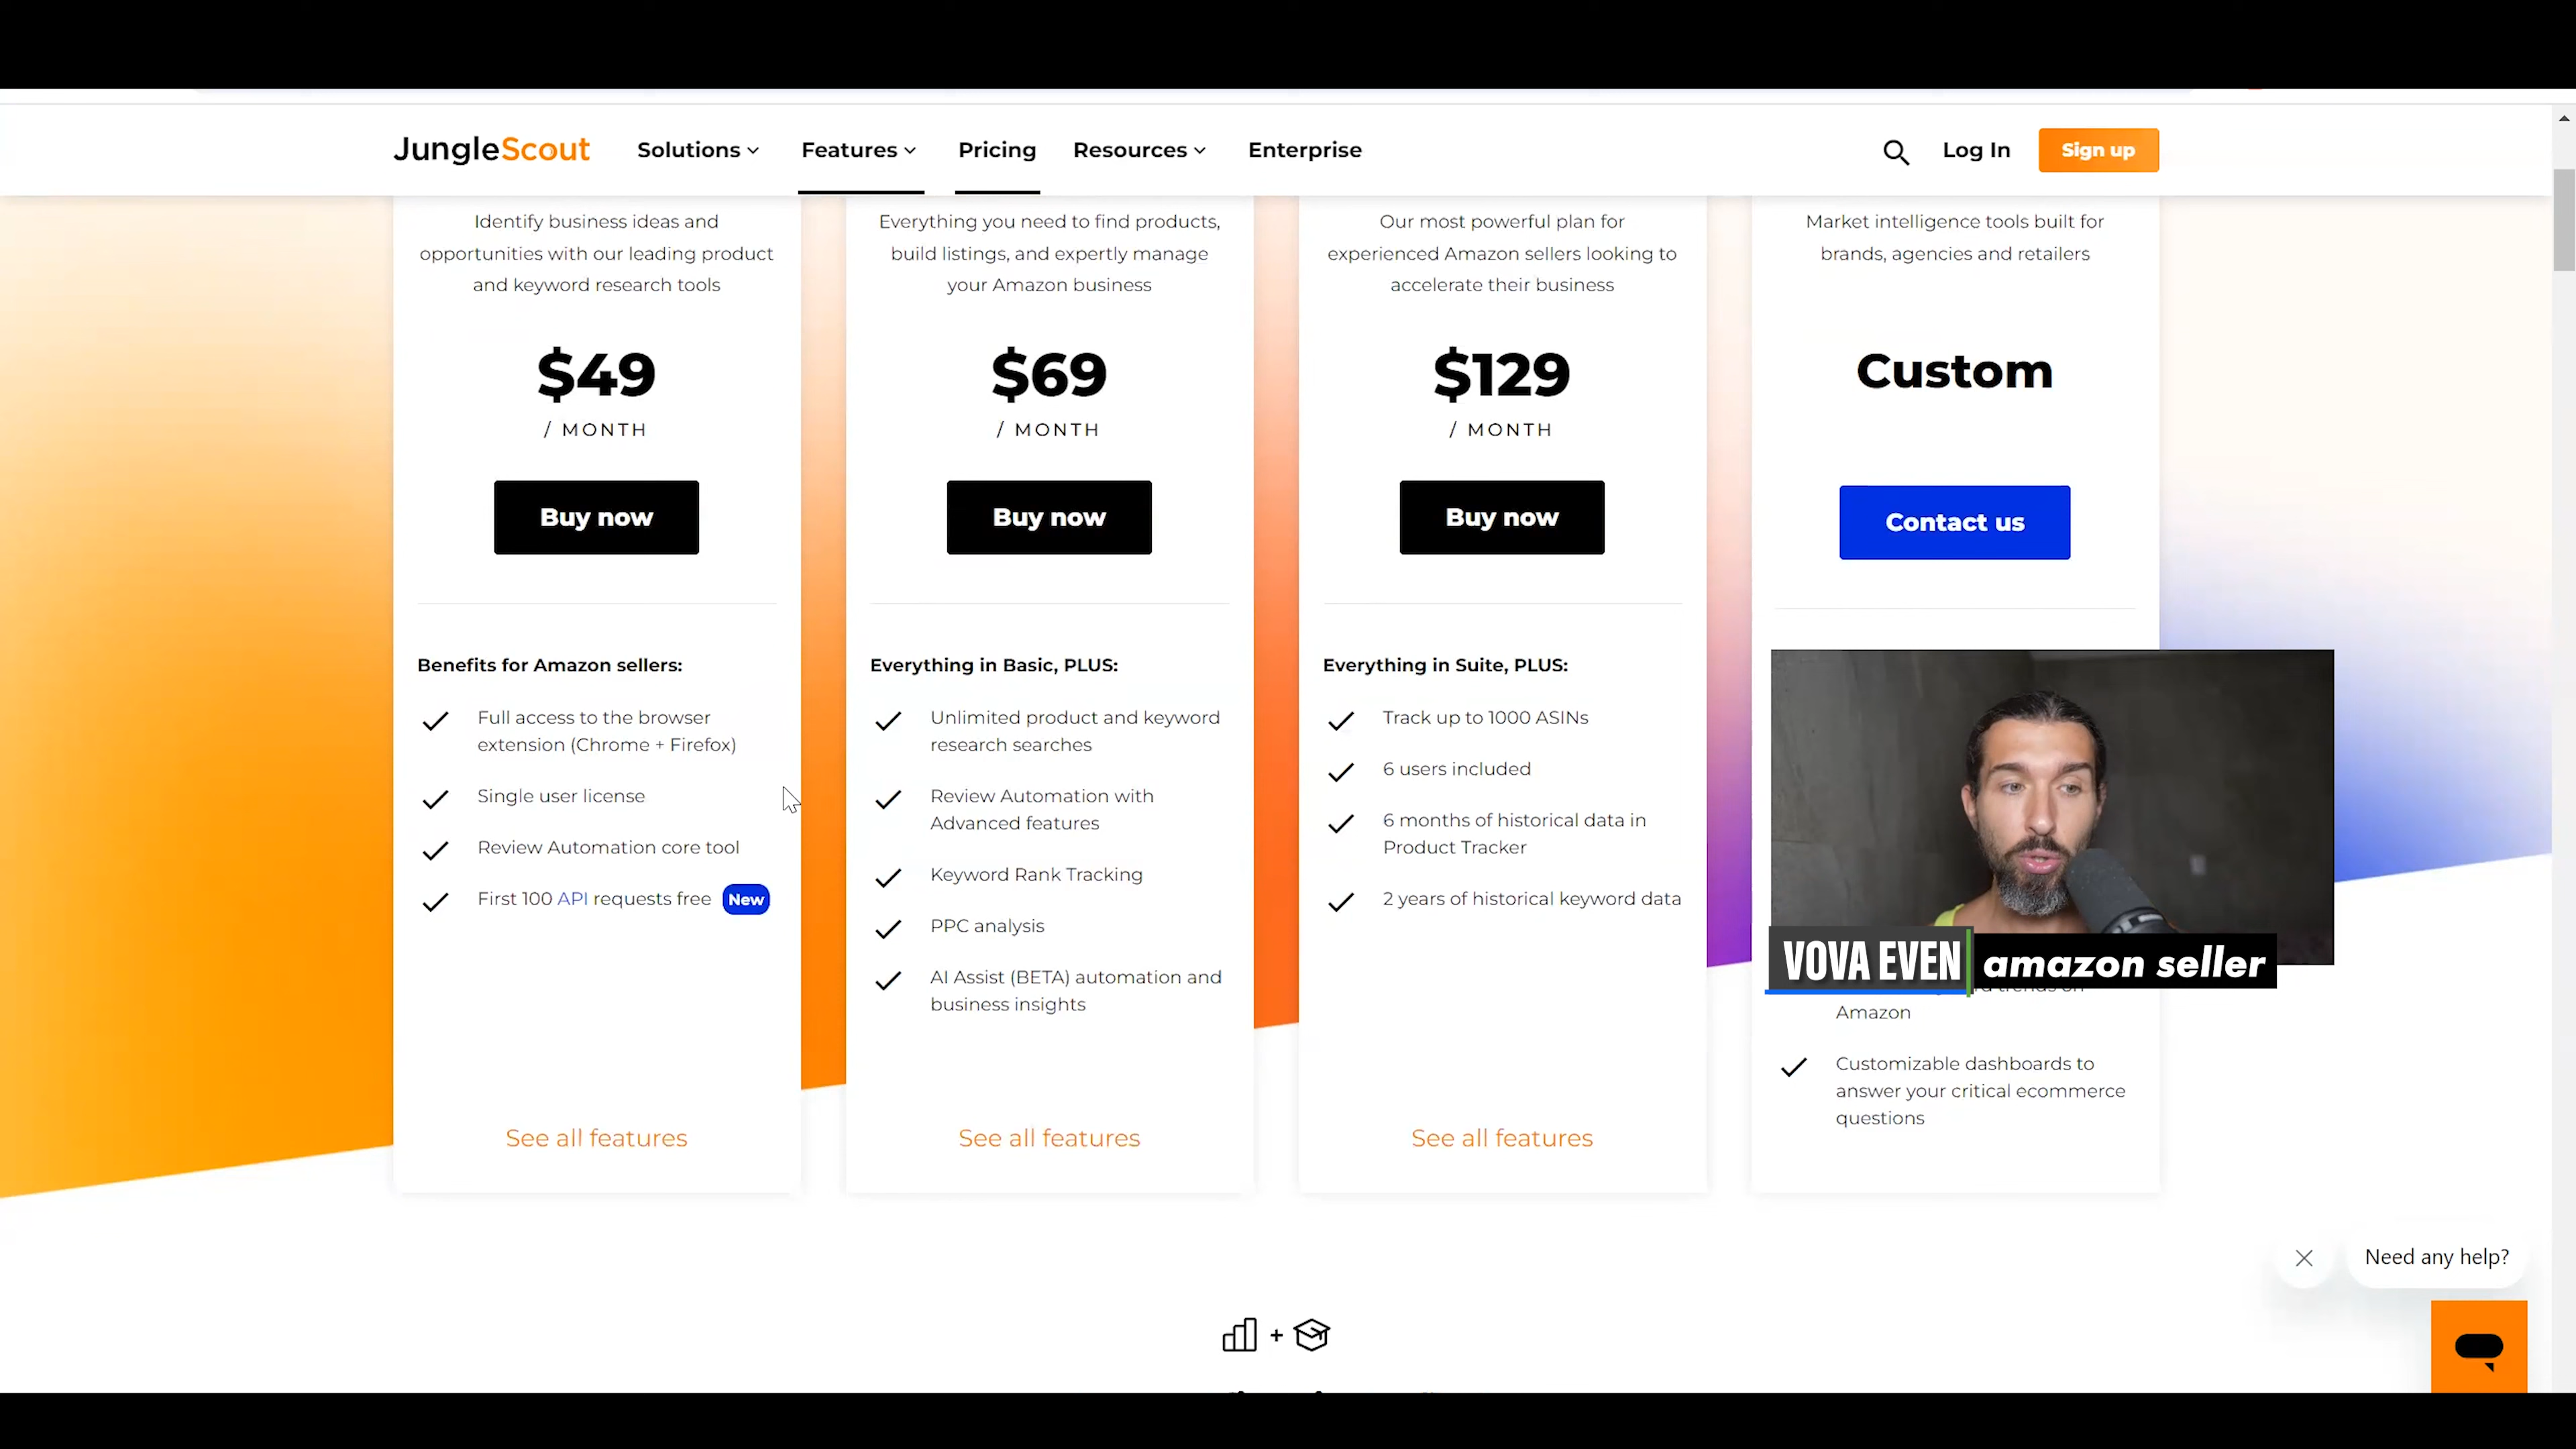 JungleScout Solutions Features Pricing Resources Enterprise Log In Sign up
Identify business ideas and
opportunities with our leading product
and keyword research tools
$49
/ MONTH
Buy now
Benefits for Amazon sellers:
Full access to the browser
extension (Chrome + Firefox)
Single user license
Review Automation core tool
First 100 API requests free New
See all features
Everything you need to find products,
build listings, and expertly manage
your Amazon business
$69
/ MONTH
Buy now
Everything in Basic, PLUS:
Unlimited product and keyword
research searches
Review Automation with
Advanced features
Keyword Rank Tracking
PPC analysis
AI Assist (BETA) automation and
business insights
See all features
Our most powerful plan for
experienced Amazon sellers looking to
accelerate their business
$129
/ MONTH
Buy now
Everything in Suite, PLUS:
Track up to 1000 ASINs
6 users included
6 months of historical data in
Product Tracker
2 years of historical keyword data
See all features
Market intelligence tools built for
brands, agencies and retailers
Custom
Contact us
VOVA EVEN amazon seller
trends on
Amazon
Customizable dashboards to
answer your critical ecommerce
questions
Need any help?
+